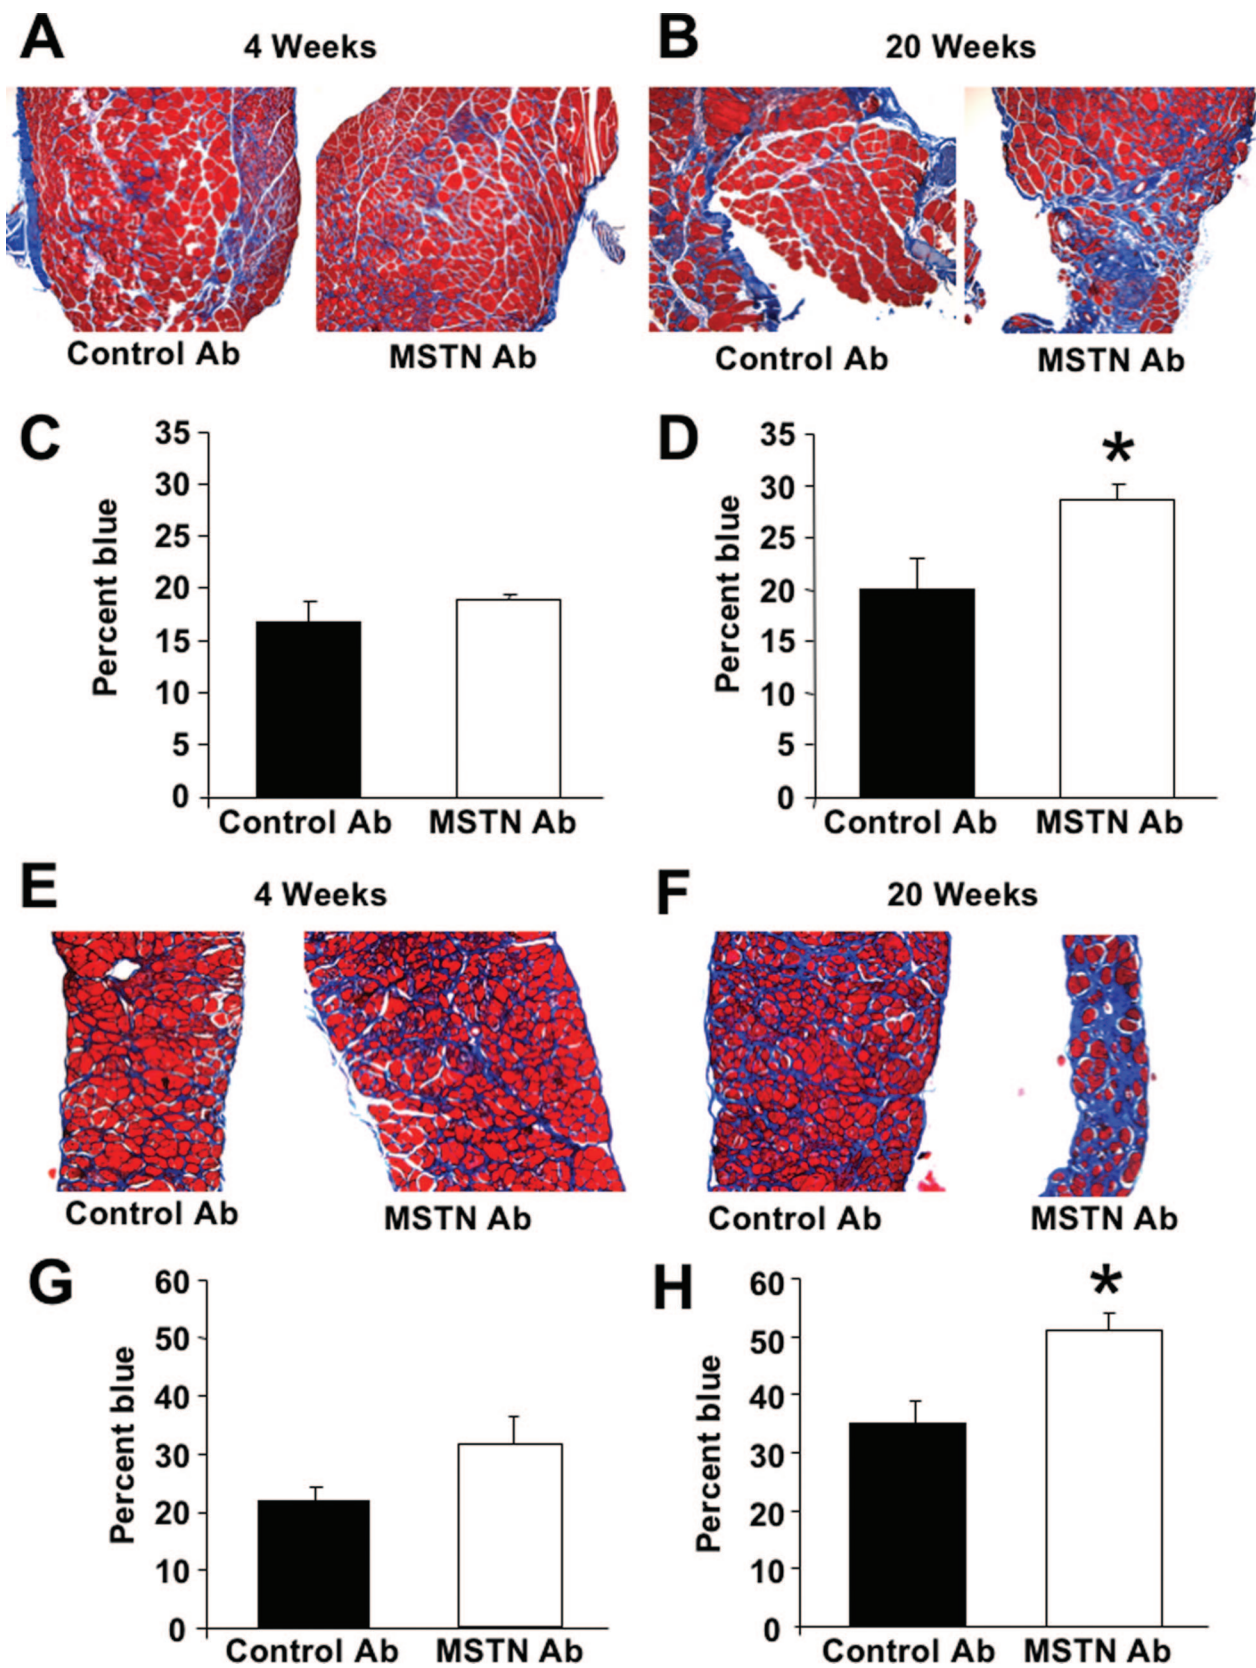 A 4 Weeks
B 20 Weeks
Control Ab MSTN Ab
Control Ab MSTN Ab
C
Percent blue
35
30
25
20
15
10
5
0
Control Ab MSTN Ab
D
*
Percent blue
35
30
25
20
15
10
5
0
Control Ab MSTN Ab
E 4 Weeks
F 20 Weeks
Control Ab MSTN Ab
Control Ab MSTN Ab
G
Percent blue
60
50
40
30
20
10
0
Control Ab MSTN Ab
H
*
Percent blue
60
50
40
30
20
10
0
Control Ab MSTN Ab